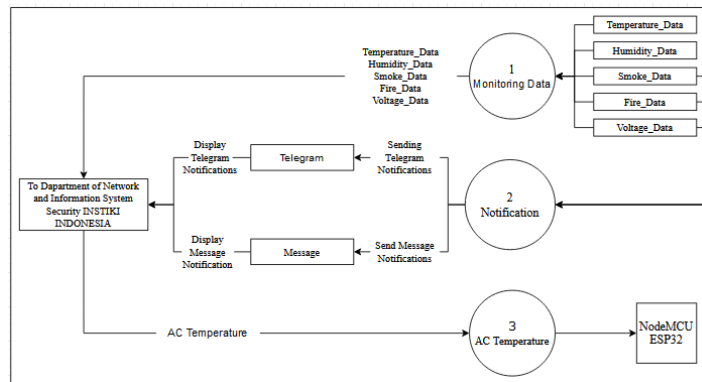 Temperature_Data
Humidity_Data
Smoke_Data
Fire_Data
Voltage_Data
1
Monitoring Data
Temperature_Data
Humidity_Data
Smoke_Data
Fire_Data
Voltage_Data
Display
Telegram
Notifications
Telegram
Sending
Telegram
Notifications
To Dapartment of Network
and Information System
Security INSTIKI
INDONESIA
2
Notification
Display
Message
Notification
Message
Send Message
Notifications
AC Temperature
3
AC Temperature
NodeMCU
ESP32